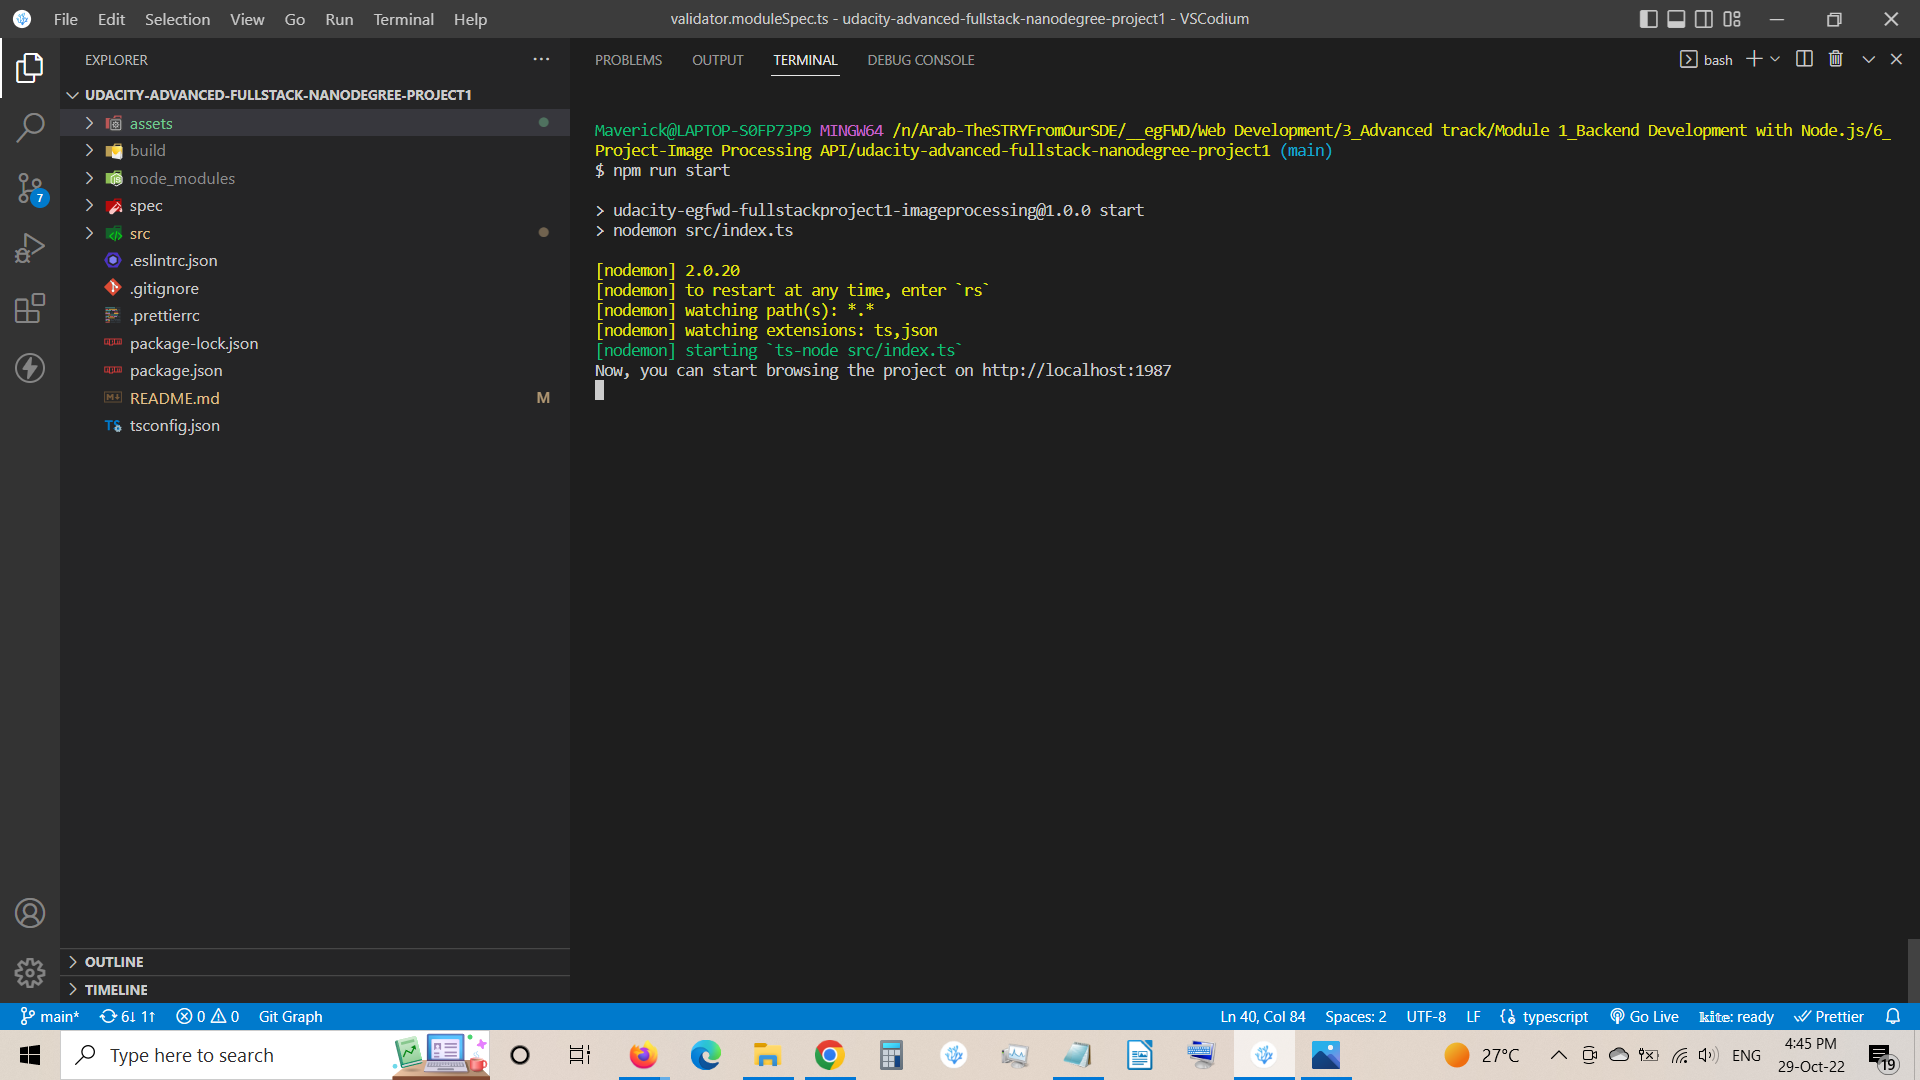 File Edit Selection View Go Run Terminal Help
validator.moduleSpec.ts - udacity-advanced-fullstack-nanodegree-project1 - VSCodium
EXPLORER
UDACITY-ADVANCED-FULLSTACK-NANODEGREE-PROJECT1
assets
build
node_modules
spec
src
.eslintrc.json
.gitignore
.prettierrc
package-lock.json
package.json
README.md M
tsconfig.json
7
OUTLINE
TIMELINE
PROBLEMS OUTPUT TERMINAL DEBUG CONSOLE
bash
Maverick@LAPTOP-S0FP73P9 MINGW64 /n/Arab-TheSTRYFromOurSDE/__egFWD/Web Development/3_Advanced track/Module 1_Backend Development with Node.js/6_
Project-Image Processing API/udacity-advanced-fullstack-nanodegree-project1 (main)
$ npm run start
> udacity-egfwd-fullstackproject1-imageprocessing@1.0.0 start
> nodemon src/index.ts
[nodemon] 2.0.20
[nodemon] to restart at any time, enter `rs`
[nodemon] watching path(s): *.*
[nodemon] watching extensions: ts,json
[nodemon] starting `ts-node src/index.ts`
Now, you can start browsing the project on http://localhost:1987
main* 6↓ 1↑ 0 0 Git Graph
Ln 40, Col 84 Spaces: 2 UTF-8 LF typescript Go Live kite: ready Prettier
Type here to search
27°C ENG
4:45 PM
29-Oct-22
19